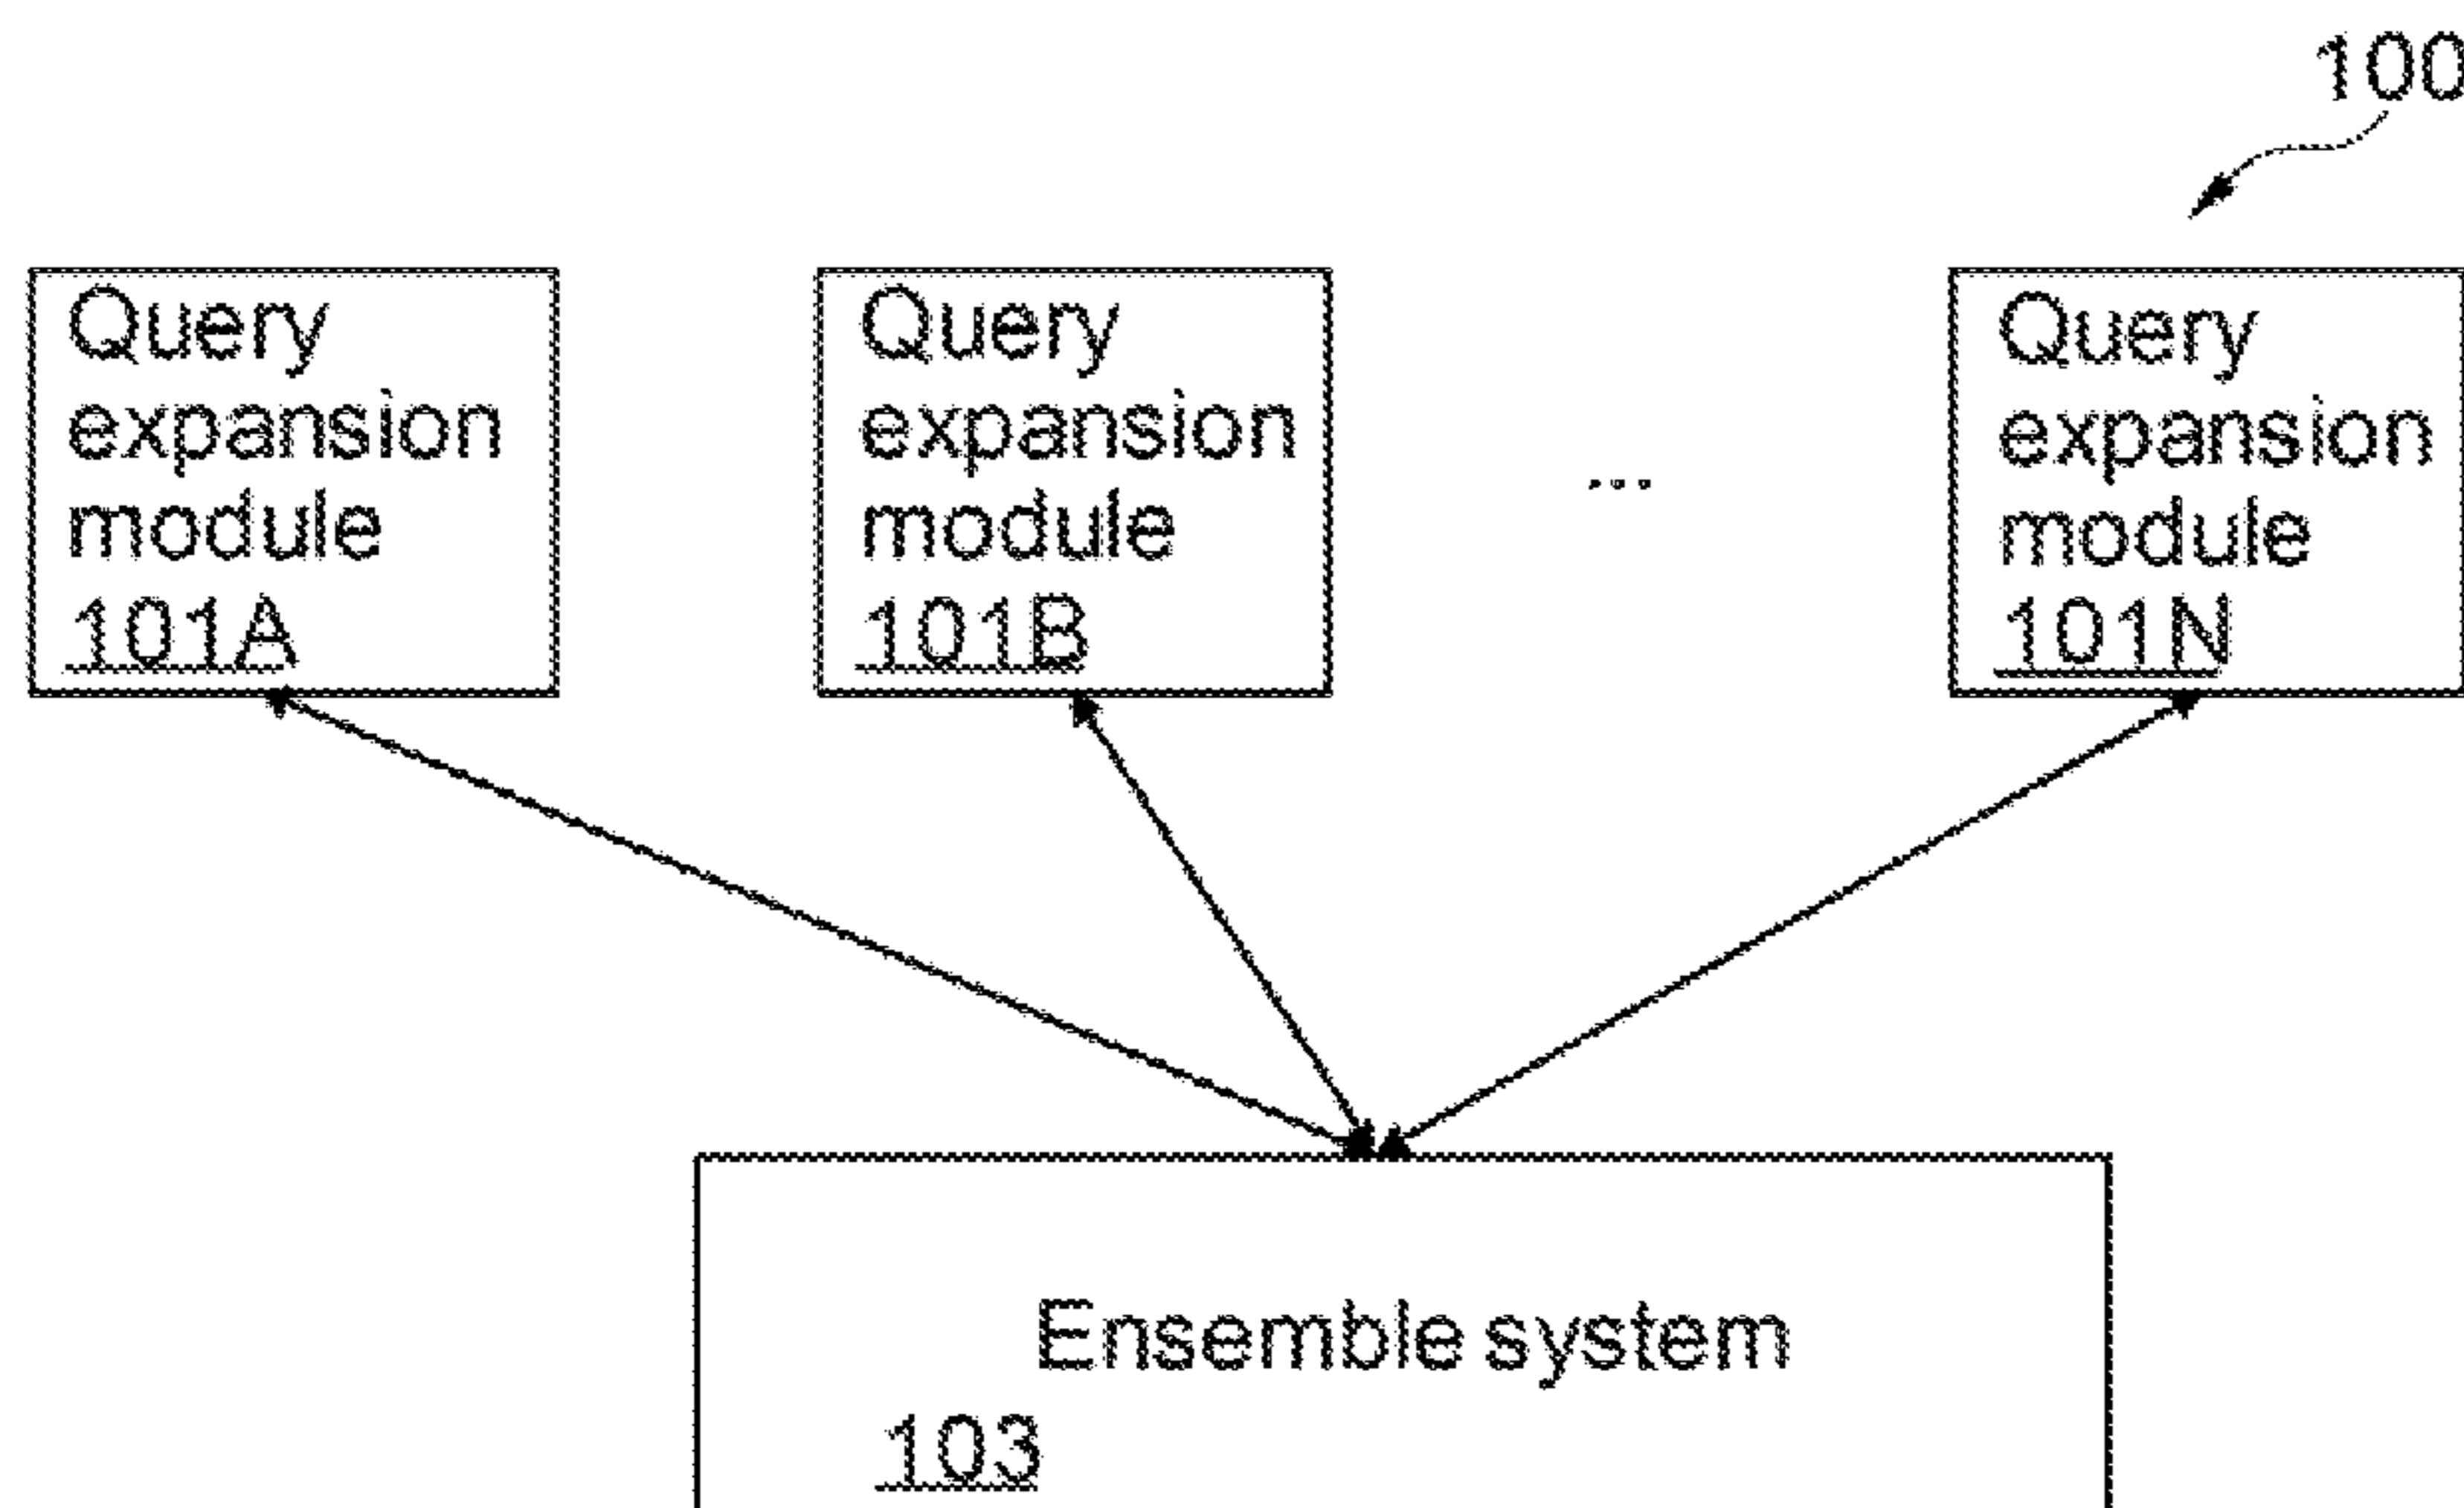 100
Query
expansion
module
101A
Query
expansion
module
101B
...
Query
expansion
module
101N
Ensemble system
103